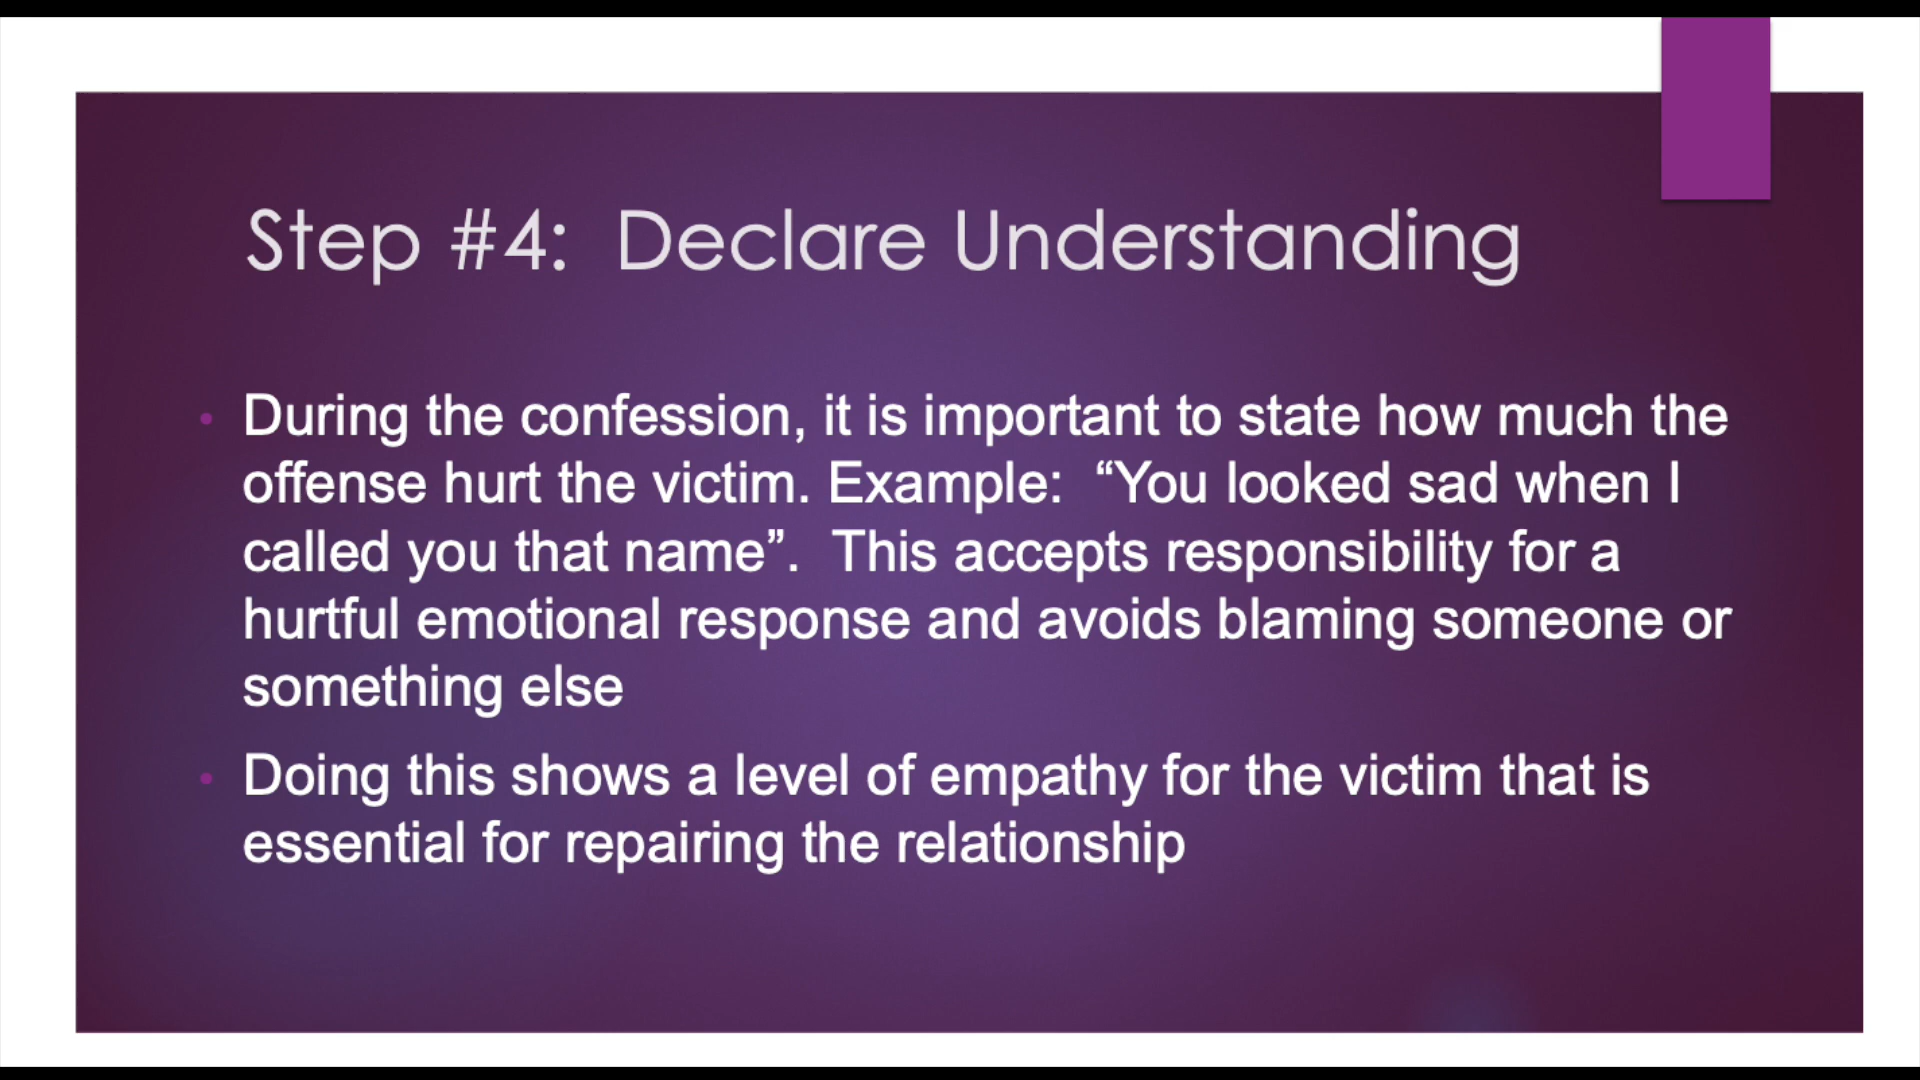 Step #4:  Declare Understanding
• During the confession, it is important to state how much the
offense hurt the victim. Example:  “You looked sad when I
called you that name”.  This accepts responsibility for a
hurtful emotional response and avoids blaming someone or
something else
• Doing this shows a level of empathy for the victim that is
essential for repairing the relationship